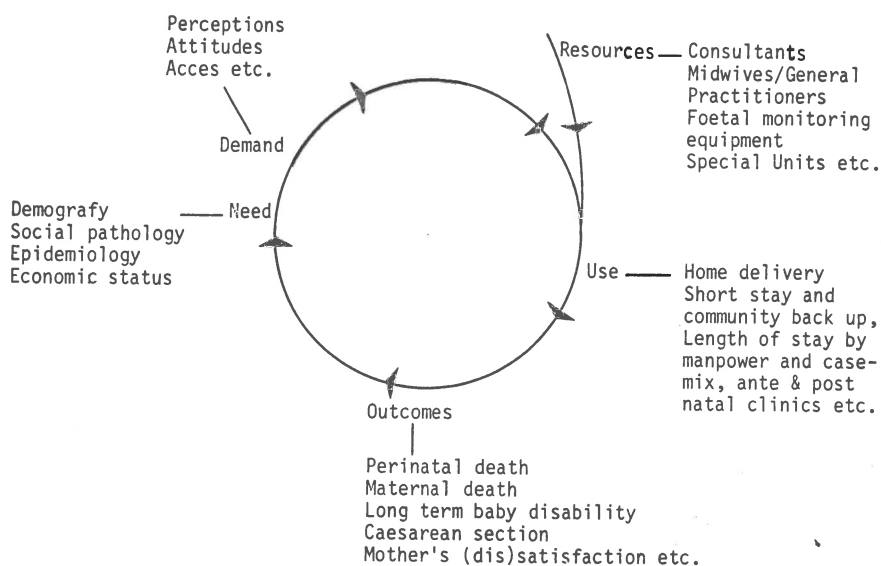 Perceptions
Attitudes
Acces etc.
Demand
Need
Demografy
Social pathology
Epidemiology
Economic status
Resources
Consultants
Midwives/General
Practitioners
Foetal monitoring
equipment
Special Units etc.
Use
Home delivery
Short stay and
community back up,
Length of stay by
manpower and case-
mix, ante & post
natal clinics etc.
Outcomes
Perinatal death
Maternal death
Long term baby disability
Caesarean section
Mother's (dis)satisfaction etc.